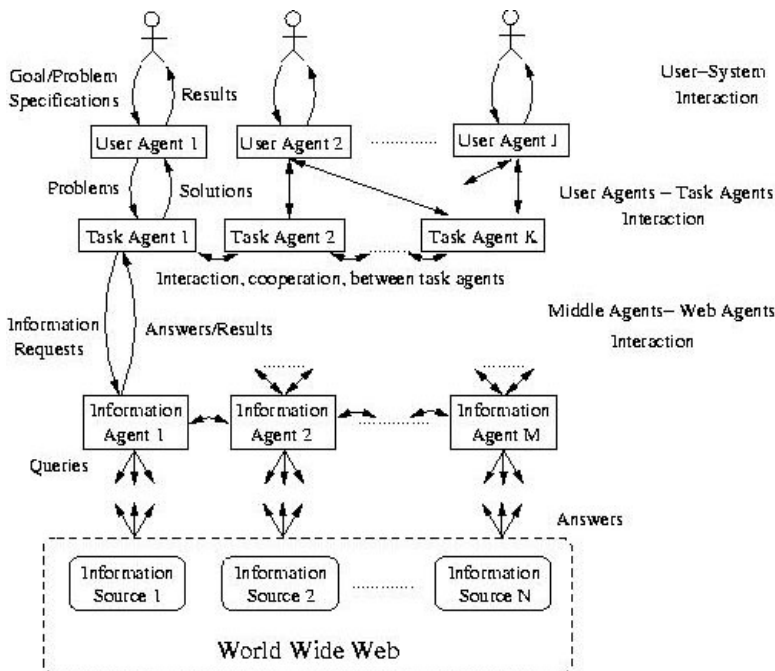 Goal/Problem
Specifications
Results
User–System
Interaction
User Agent 1
User Agent 2
User Agent J
Problems
Solutions
User Agents – Task Agents
Interaction
Task Agent 1
Task Agent 2
Task Agent K
Interaction, cooperation, between task agents
Middle Agents– Web Agents
Interaction
Information
Requests
Answers/Results
Information
Agent 1
Information
Agent 2
Information
Agent M
Queries
Answers
Information
Source 1
Information
Source 2
Information
Source N
World Wide Web